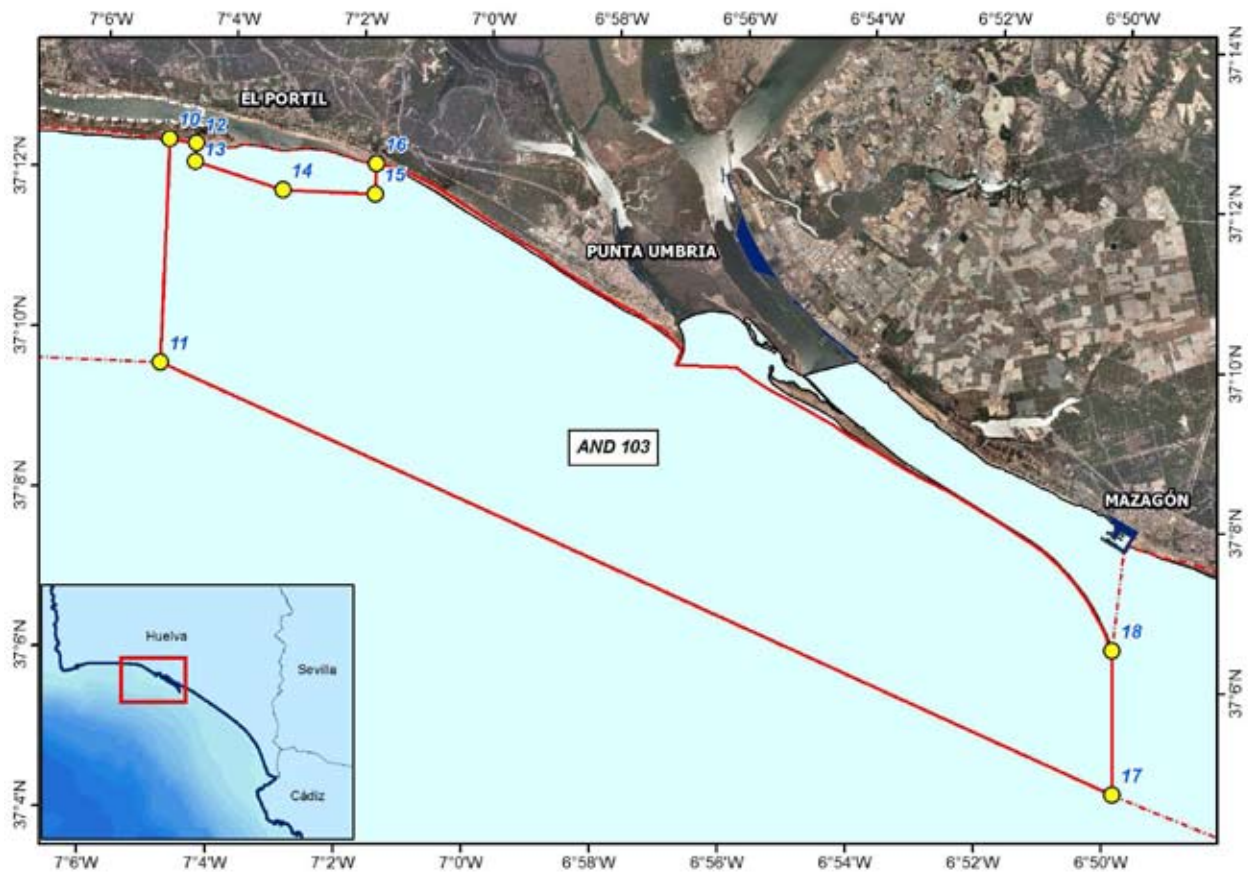 7°6'W 7°4'W 7°2'W 7°0'W 6°58'W 6°56'W 6°54'W 6°52'W 6°50'W
37°14'N
EL PORTIL
10 12
13
16
37°12'N
14
15
37°12'N
PUNTA UMBRIA
37°10'N
11
37°10'N
AND 103
37°8'N
MAZAGÓN
37°8'N
18
37°6'N
Huelva
Sevilla
37°6'N
17
37°4'N
Cádiz
7°6'W 7°4'W 7°2'W 7°0'W 6°58'W 6°56'W 6°54'W 6°52'W 6°50'W